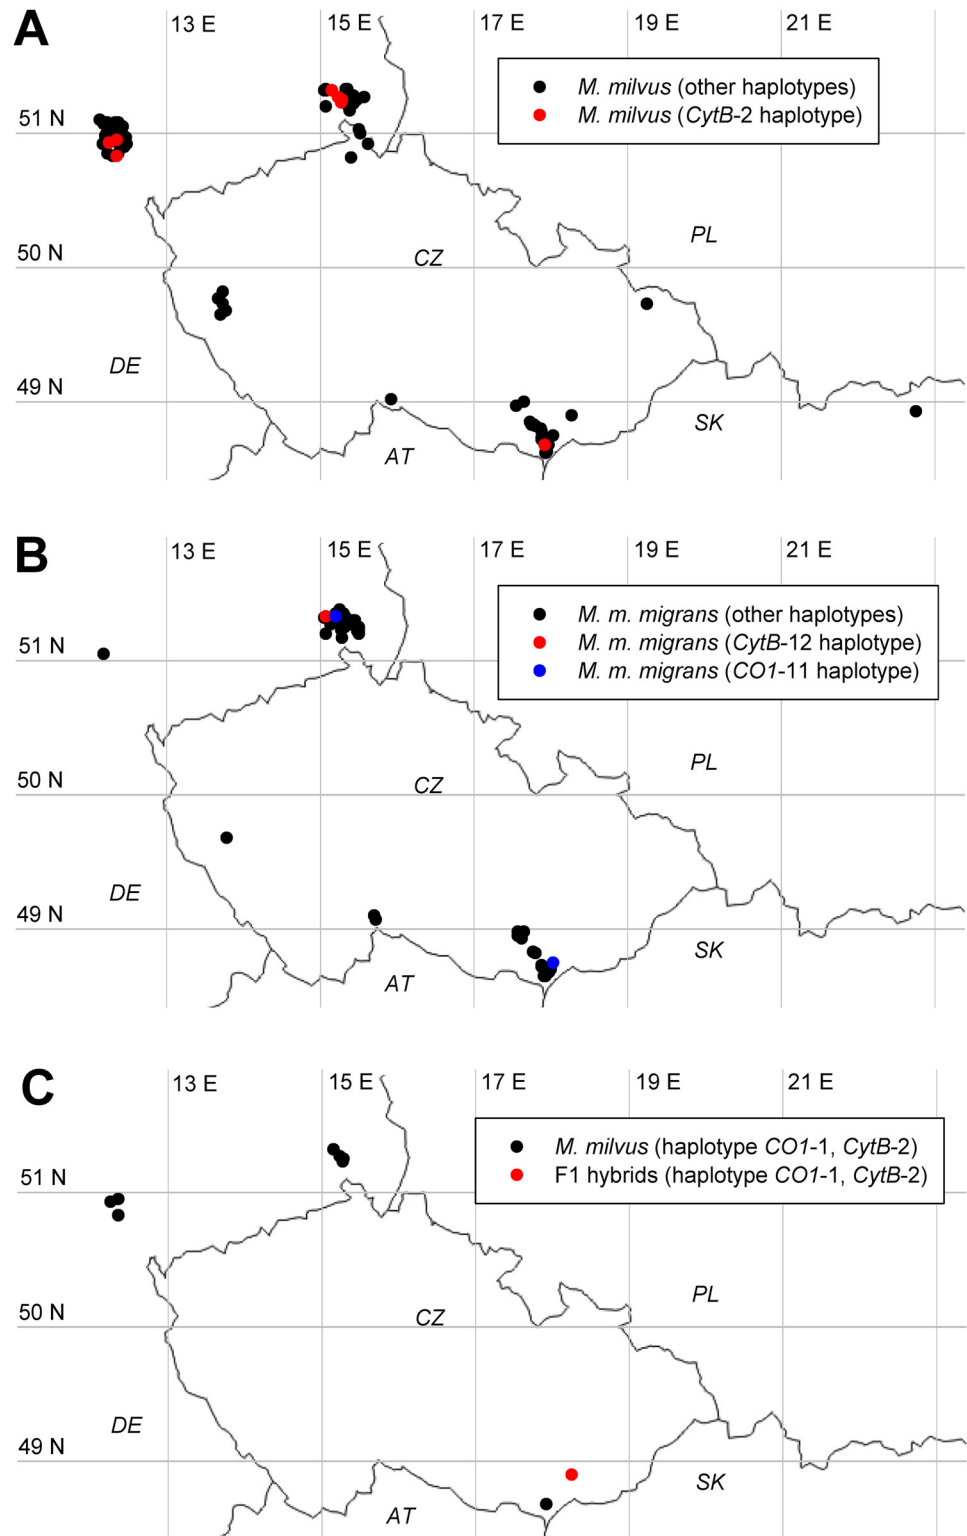 A
13 E
15 E
17 E
19 E
21 E
M. milvus (other haplotypes)
M. milvus (CytB-2 haplotype)
51 N
PL
50 N
CZ
DE
49 N
SK
AT
B
13 E
15 E
17 E
19 E
21 E
M. m. migrans (other haplotypes)
M. m. migrans (CytB-12 haplotype)
M. m. migrans (CO1-11 haplotype)
51 N
PL
50 N
CZ
DE
49 N
SK
AT
C
13 E
15 E
17 E
19 E
21 E
M. milvus (haplotype CO1-1, CytB-2)
F1 hybrids (haplotype CO1-1, CytB-2)
51 N
PL
50 N
CZ
DE
49 N
SK
AT